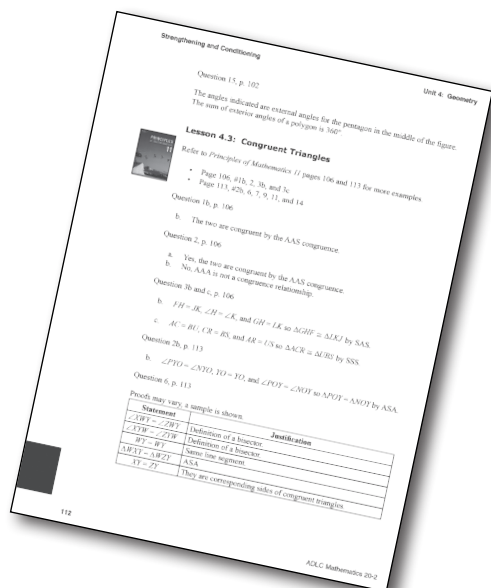 Strengthening and Conditioning
Unit 4: Geometry
Question 15, p. 102
The angles indicated are external angles for the pentagon in the middle of the figure.
The sum of exterior angles of a polygon is 360°.
Lesson 4.3: Congruent Triangles
Refer to Principles of Mathematics 11 pages 106 and 113 for more examples.
• Page 106, #1b, 2, 3b, and 3c
• Page 113, #2b, 6, 7, 9, 11, and 14
Question 1b, p. 106
b. The two are congruent by the AAS congruence.
Question 2, p. 106
a. Yes, the two are congruent by the AAS congruence.
b. No, AAA is not a congruence relationship.
Question 3b and c, p. 106
b. FH = JK, ∠H = ∠K, and GH = LK so ΔGHF ≅ ΔLKJ by SAS.
c. AC = BU, CR = BS, and AR = US so ΔACR ≅ ΔUBS by SSS.
Question 2b, p. 113
b. ∠PYO = ∠NYO, YO = YO, and ∠POY = ∠NOY so ΔPOY = ΔNOY by ASA.
Question 6, p. 113
Proofs may vary, a sample is shown.
Statement Justification
∠XWY = ∠ZWY Definition of a bisector.
∠XYW = ∠ZYW Definition of a bisector.
WY = WY Same line segment.
ASA
XY = ZY They are corresponding sides of congruent triangles.
112
ADLC Mathematics 20-2